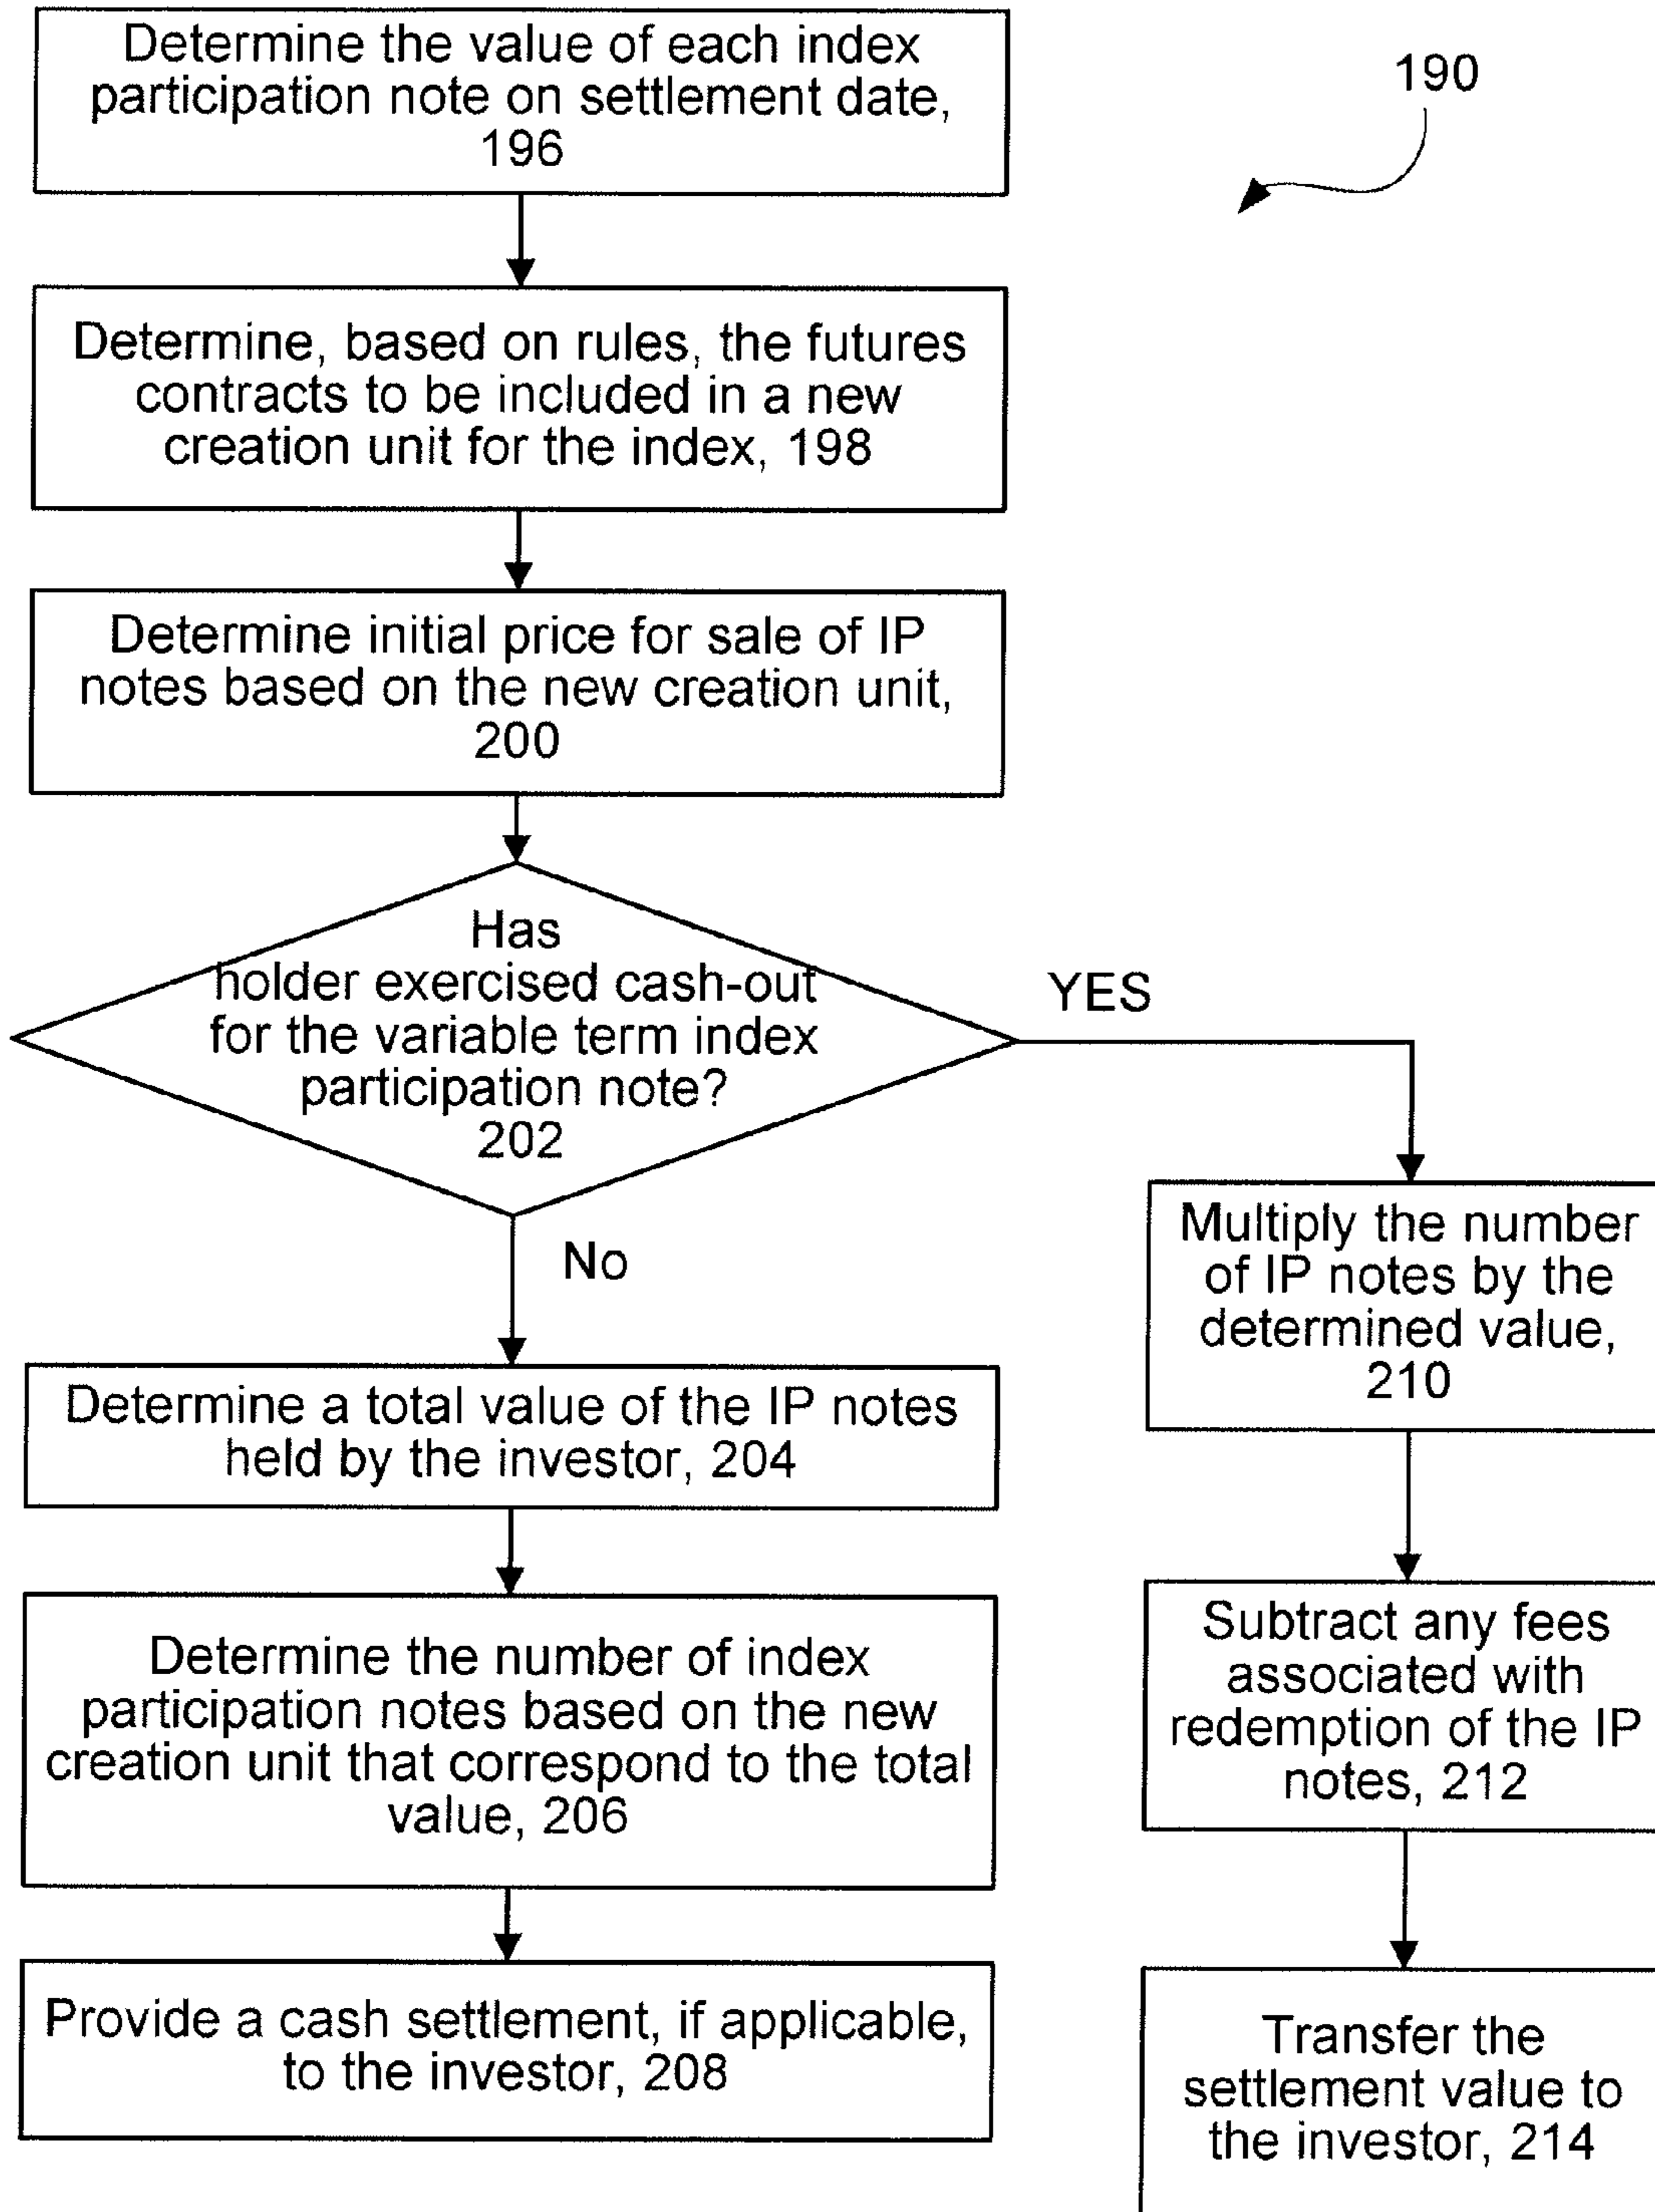 Determine the value of each index
participation note on settlement date,
196
190
Determine, based on rules, the futures
contracts to be included in a new
creation unit for the index, 198
Determine initial price for sale of IP
notes based on the new creation unit,
200
Has
holder exercised cash-out
for the variable term index
participation note?
202
YES
No
Determine a total value of the IP notes
held by the investor, 204
Determine the number of index
participation notes based on the new
creation unit that correspond to the total
value, 206
Provide a cash settlement, if applicable,
to the investor, 208
Multiply the number
of IP notes by the
determined value,
210
Subtract any fees
associated with
redemption of the IP
notes, 212
Transfer the
settlement value to
the investor, 214